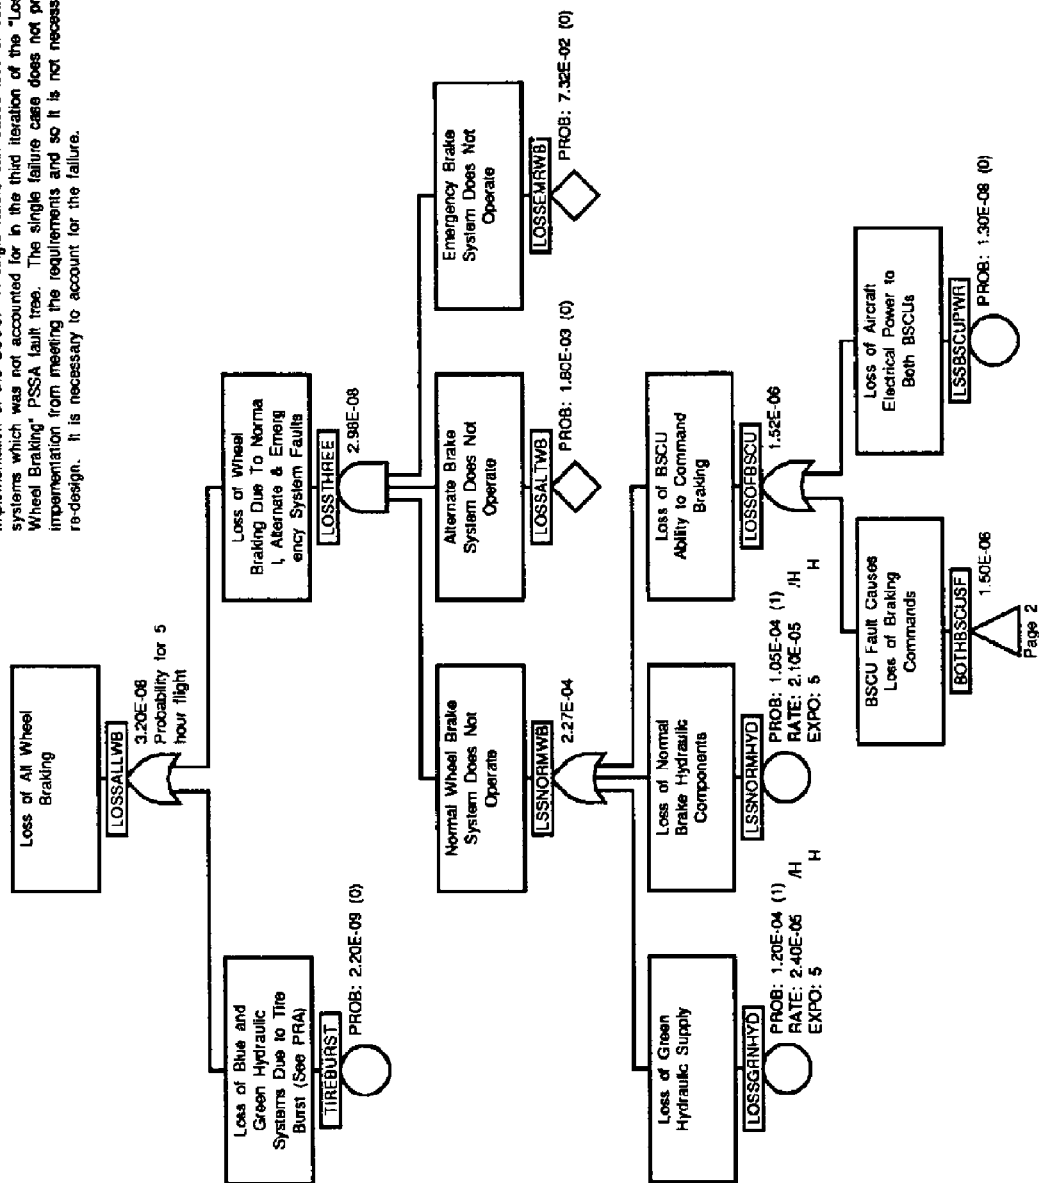 systems which was not accounted for in the third iteration of the "Los
Wheel Braking" PSSA fault tree. The single failure case does not p
implementation from meeting the requirements and so it is not necess
re-design. It is necessary to account for the failure.
Loss of All Wheel
Braking
LOSSALLWB
3.20E-08
Probability for 5
hour flight
Loss of Blue and
Green Hydraulic
Systems Due to Tire
Burst (See PRA)
TIREBURST
PROB: 2.20E-09 (0)
Loss of Wheel
Braking Due To Norma
l, Alternate & Emerg
ency System Faults
LOSSTHREE
2.98E-08
Normal Wheel Brake
System Does Not
Operate
LSSNORMWB
2.27E-04
Alternate Brake
System Does Not
Operate
LOSSALTWB
PROB: 1.80E-03 (0)
Emergency Brake
System Does Not
Operate
LOSSEMRWB
PROB: 7.32E-02 (0)
Loss of Green
Hydraulic Supply
LOSSGRNHYD
PROB: 1.20E-04 (1)
RATE: 2.40E-05 /H
EXPO: 5 H
Loss of Normal
Brake Hydraulic
Components
LSSNORMHYD
PROB: 1.05E-04 (1)
RATE: 2.10E-05 /H
EXPO: 5 H
Loss of BSCU
Ability to Command
Braking
LOSSOFBSCU
1.52E-06
BSCU Fault Causes
Loss of Braking
Commands
BOTHBSCUSF
1.50E-06
Page 2
Loss of Aircraft
Electrical Power to
Both BSCUs
LSSBSCUPWR
PROB: 1.30E-08 (0)